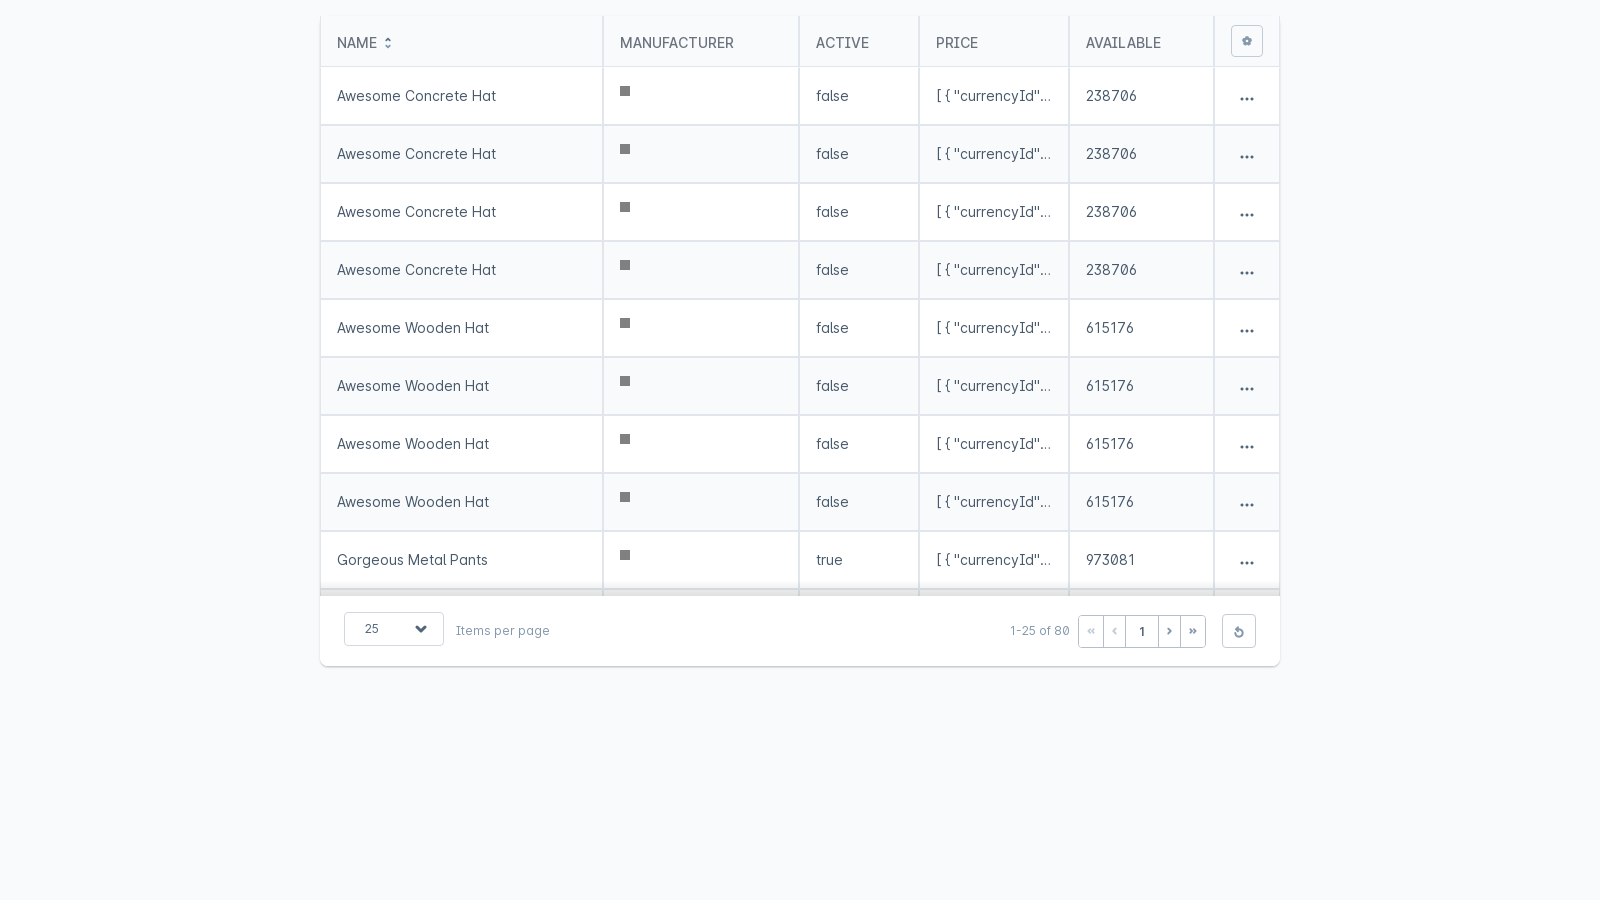 NAME MANUFACTURER ACTIVE PRICE AVAILABLE
Awesome Concrete Hat false [ { "currencyId"... 238706 ...
Awesome Concrete Hat false [ { "currencyId"... 238706 ...
Awesome Concrete Hat false [ { "currencyId"... 238706 ...
Awesome Concrete Hat false [ { "currencyId"... 238706 ...
Awesome Wooden Hat false [ { "currencyId"... 615176 ...
Awesome Wooden Hat false [ { "currencyId"... 615176 ...
Awesome Wooden Hat false [ { "currencyId"... 615176 ...
Awesome Wooden Hat false [ { "currencyId"... 615176 ...
Gorgeous Metal Pants true [ { "currencyId"... 973081 ...
25 Items per page 1-25 of 80 « ‹ 1 › »